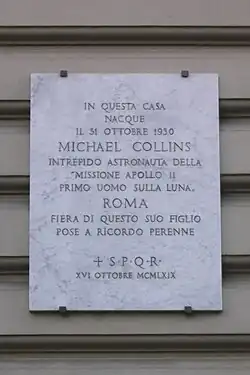 IN QUESTA CASA
NACQUE
IL 31 OTTOBRE 1930
MICHAEL COLLINS
INTREPIDO ASTRONAUTA DELLA
"MISSIONE APOLLO 11
PRIMO UOMO SULLA LUNA"
ROMA
FIERA DI QUESTO SUO FIGLIO
POSE A RICORDO PERENNE
✝ S·P·Q·R·
XVI OTTOBRE MCMLXIX